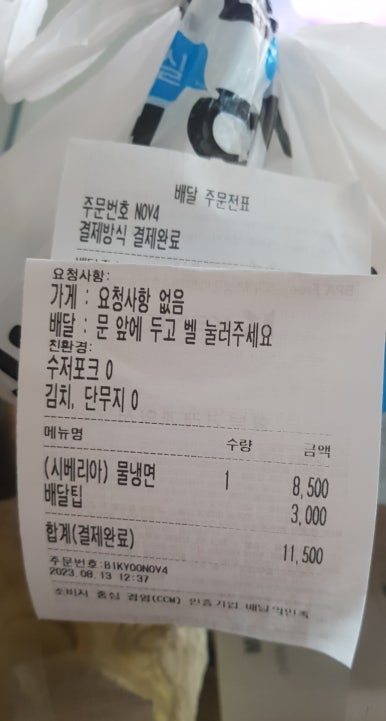 배달 주문전표
주문번호 N0V4
결제방식 결제완료
요청사항:
가게 : 요청사항 없음
배달 : 문 앞에 두고 벨 눌러주세요
친환경:
수저포크 O
김치, 단무지 O
메뉴명 수량 금액
(시베리아) 물냉면 1 8,500
배달팁 3,000
합계(결제완료) 11,500
주문번호:B1KY00N0V4
2023.08.13 12:37
소비자 중심 경영(CCM) 인증기업 배달의민족